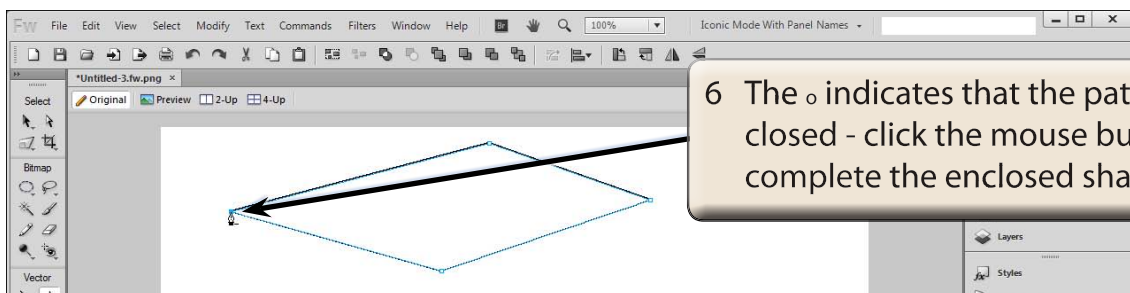 Fw File Edit View Select Modify Text Commands Filters Window Help Br 100% Iconic Mode With Panel Names
*Untitled-3.fw.png ×
Select Original Preview 2-Up 4-Up
Bitmap
Vector
6 The o indicates that the pat
closed - click the mouse bu
complete the enclosed sha
Layers
fx Styles